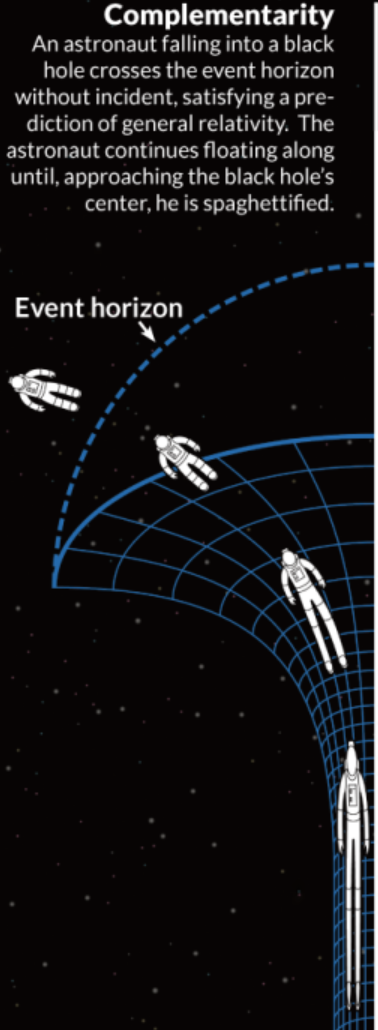 Complementarity
An astronaut falling into a black
hole crosses the event horizon
without incident, satisfying a pre-
diction of general relativity. The
astronaut continues floating along
until, approaching the black hole's
center, he is spaghettified.
Event horizon